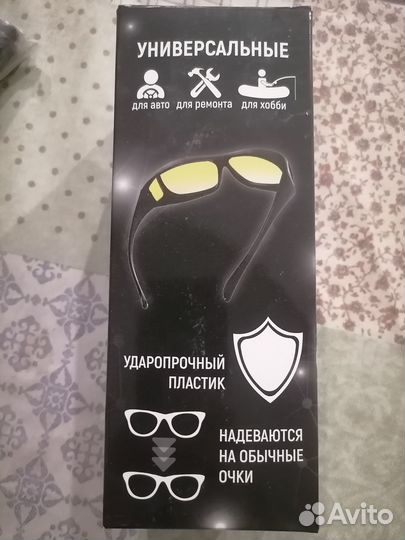 УНИВЕРСАЛЬНЫЕ
для авто для ремонта для хобби
УДАРОПРОЧНЫЙ
ПЛАСТИК
НАДЕВАЮТСЯ
НА ОБЫЧНЫЕ
ОЧКИ
Avito